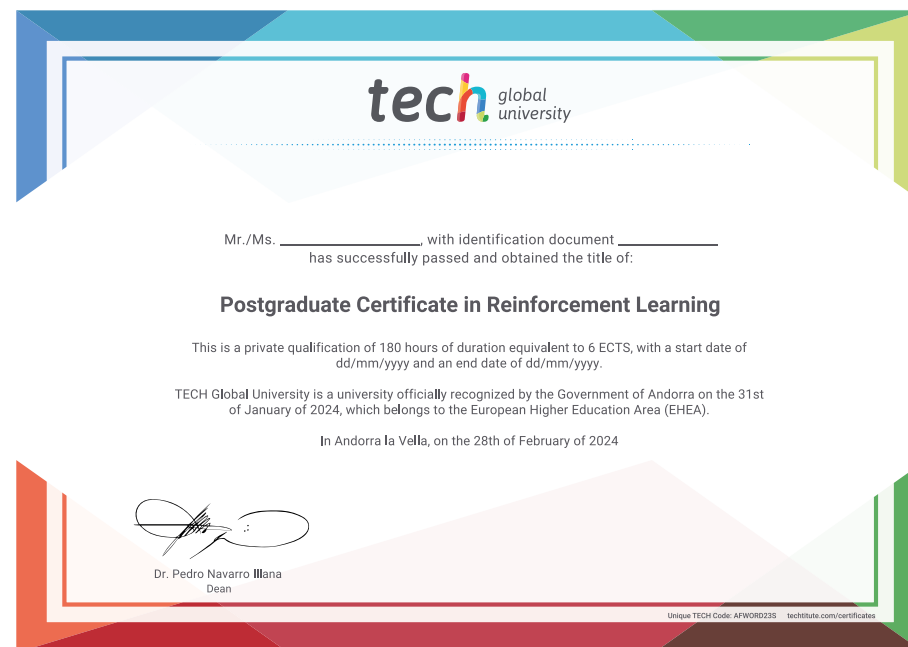 tech global
university
Mr./Ms. ____________, with identification document ____________
has successfully passed and obtained the title of:
Postgraduate Certificate in Reinforcement Learning
This is a private qualification of 180 hours of duration equivalent to 6 ECTS, with a start date of
dd/mm/yyyy and an end date of dd/mm/yyyy.
TECH Global University is a university officially recognized by the Government of Andorra on the 31st
of January of 2024, which belongs to the European Higher Education Area (EHEA).
In Andorra la Vella, on the 28th of February of 2024
Dr. Pedro Navarro Illana
Dean
Unique TECH Code: AFWORD23S techtitute.com/certificates